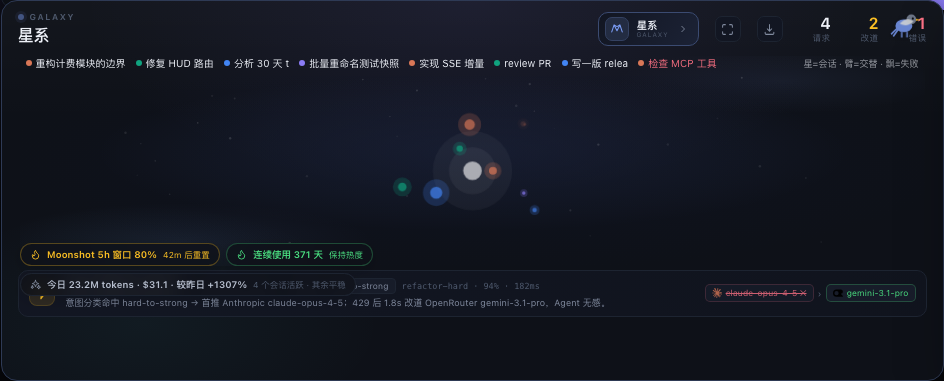 GALAXY
星系
星系
GALAXY
4
请求
2
改道
1
错误
重构计费模块的边界
修复 HUD 路由
分析 30 天 t
批量重命名测试快照
实现 SSE 增量
review PR
写一版 relea
检查 MCP 工具
星=会话 · 臂=交替 · 飘=失败
Moonshot 5h 窗口 80% 42m 后重置
连续使用 371 天 保持热度
今日 23.2M tokens · $31.1 · 较昨日 +1307% 4 个会话活跃 · 其余平稳
o-strong refactor-hard · 94% · 182ms
意图分类命中 hard-to-strong → 首推 Anthropic claude-opus-4-5; 429 后 1.8s 改道 OpenRouter gemini-3.1-pro。Agent 无感。
claude-opus-4-5 ✕ › gemini-3.1-pro